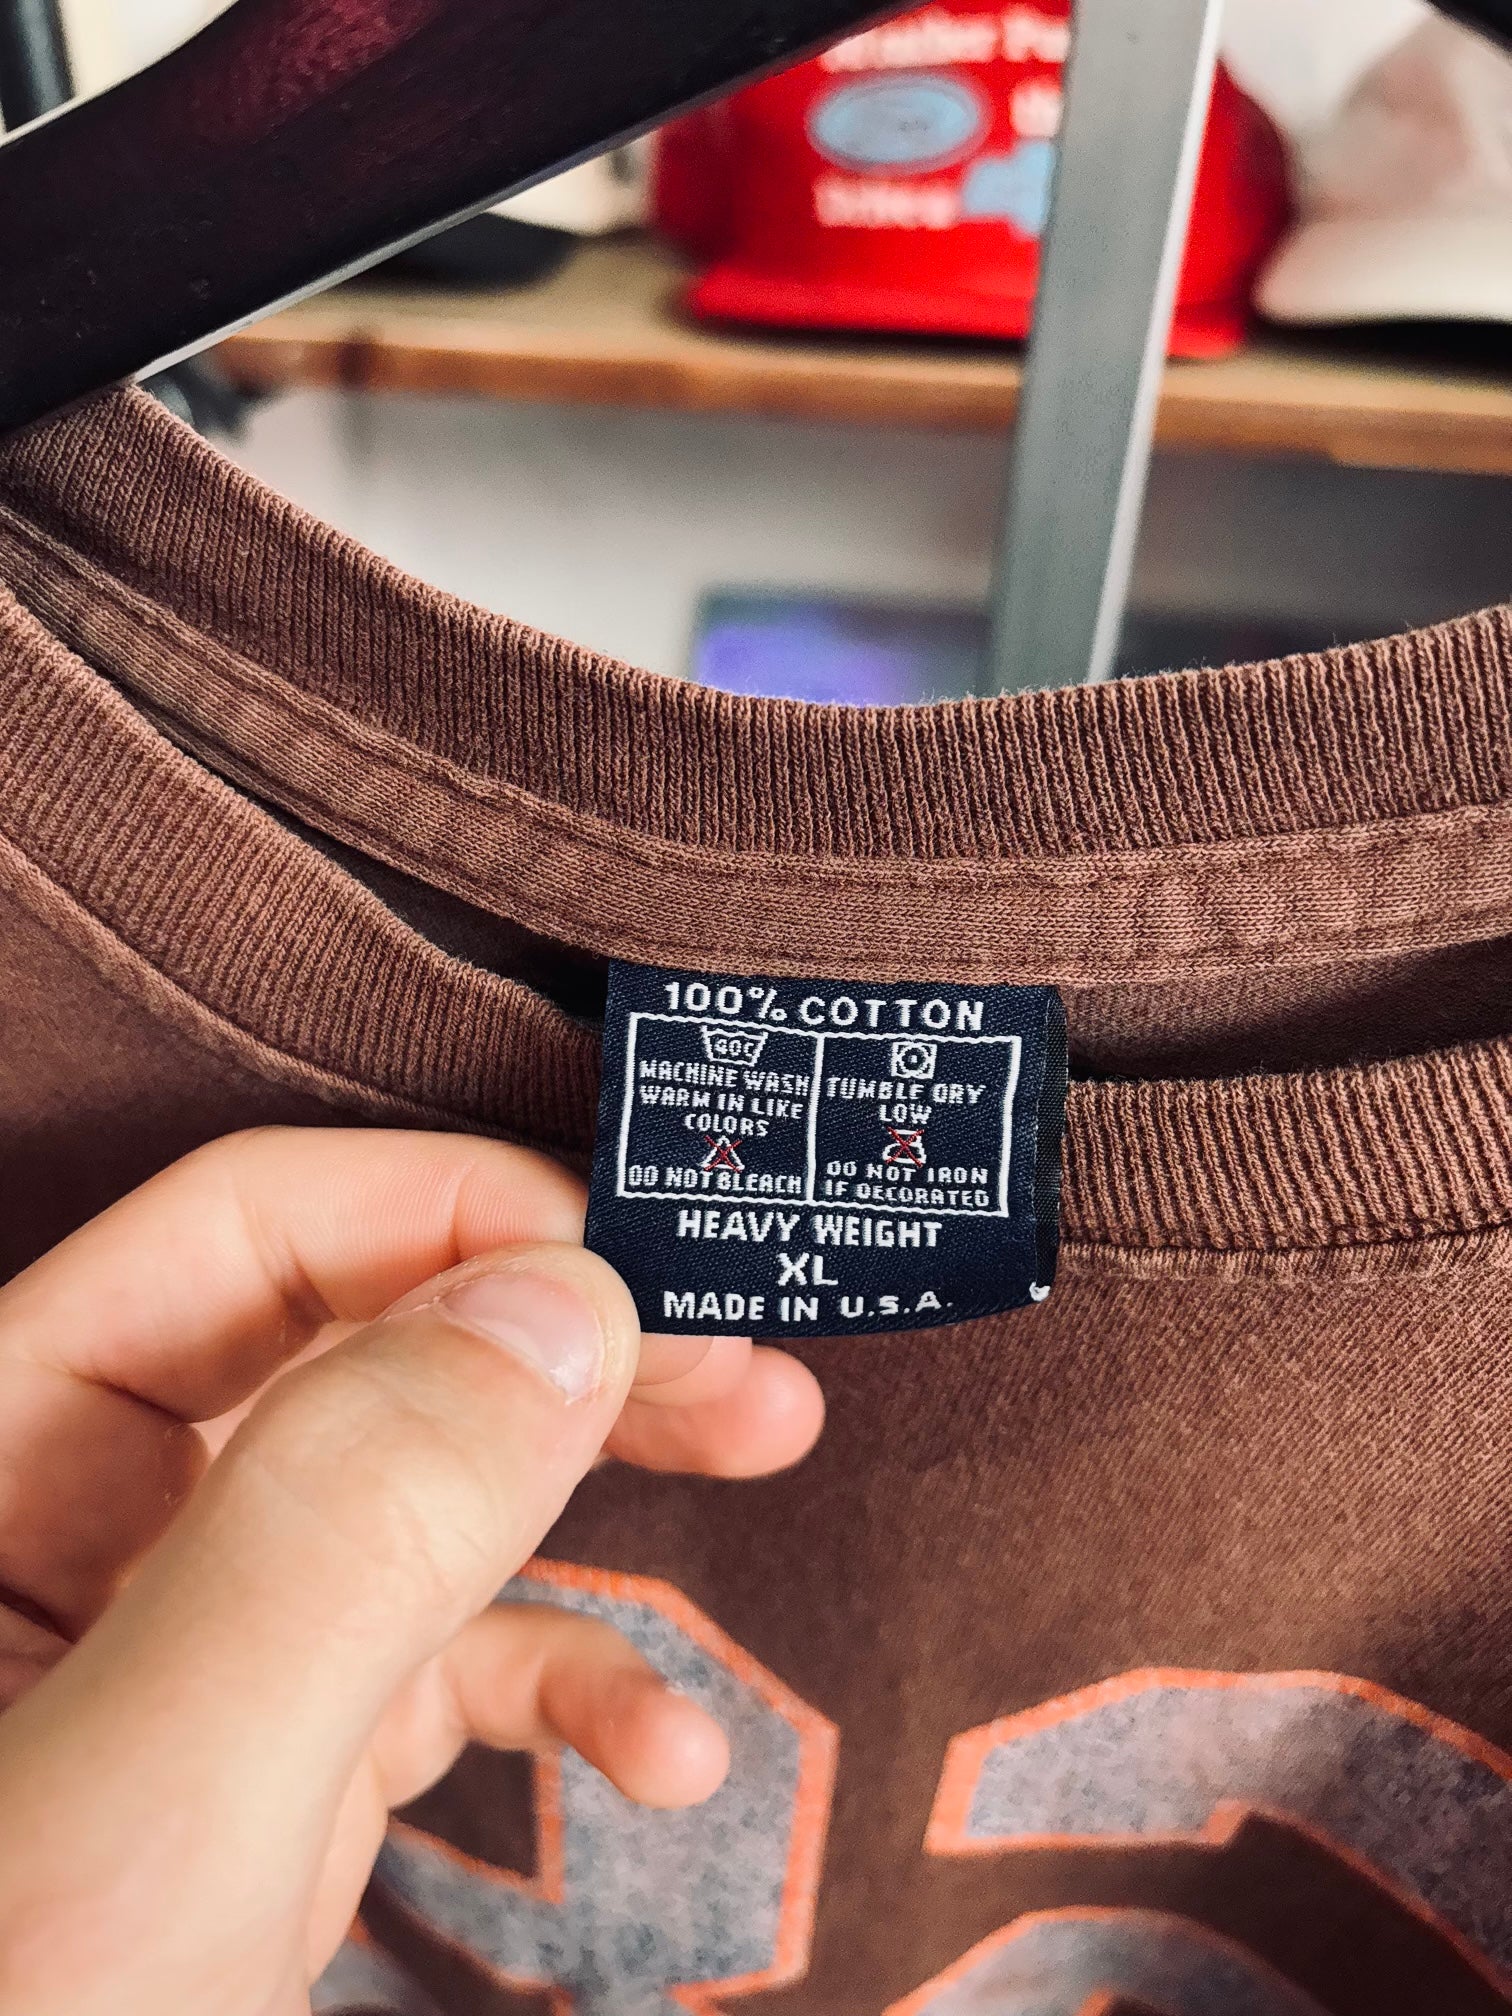 100% COTTON
60C
MACHINE WASH
WARM IN LIKE
COLORS
DO NOT BLEACH
TUMBLE DRY
LOW
DO NOT IRON
IF DECORATED
HEAVY WEIGHT
XL
MADE IN U.S.A.